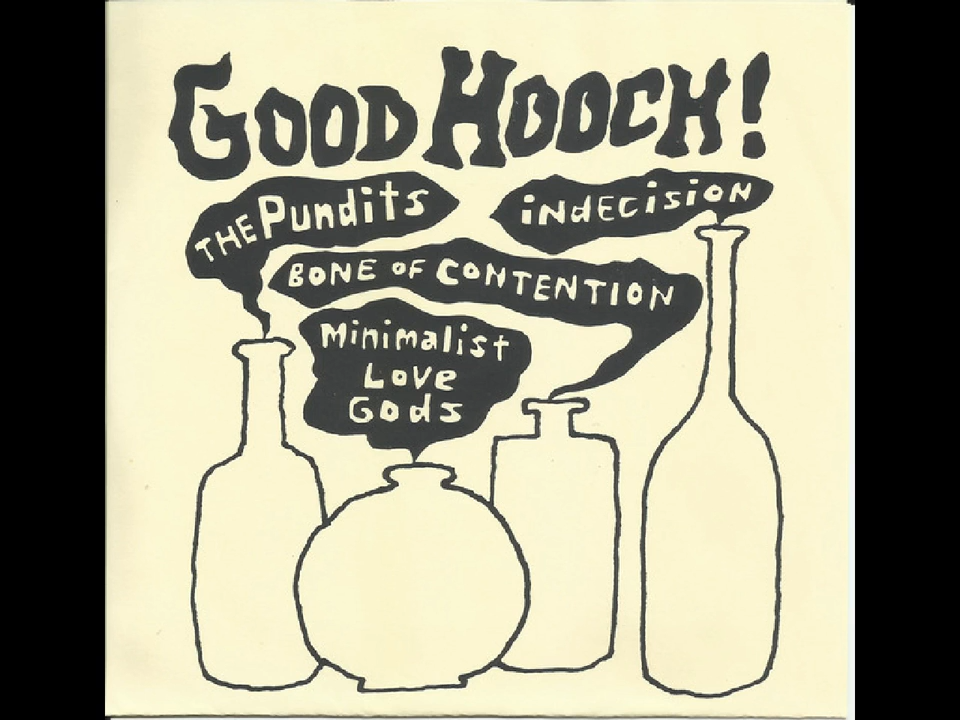 GOOD HOOCH!
THE Pundits
iNdECisiON
BONE OF CONTENTION
Minimalist
Love
Gods